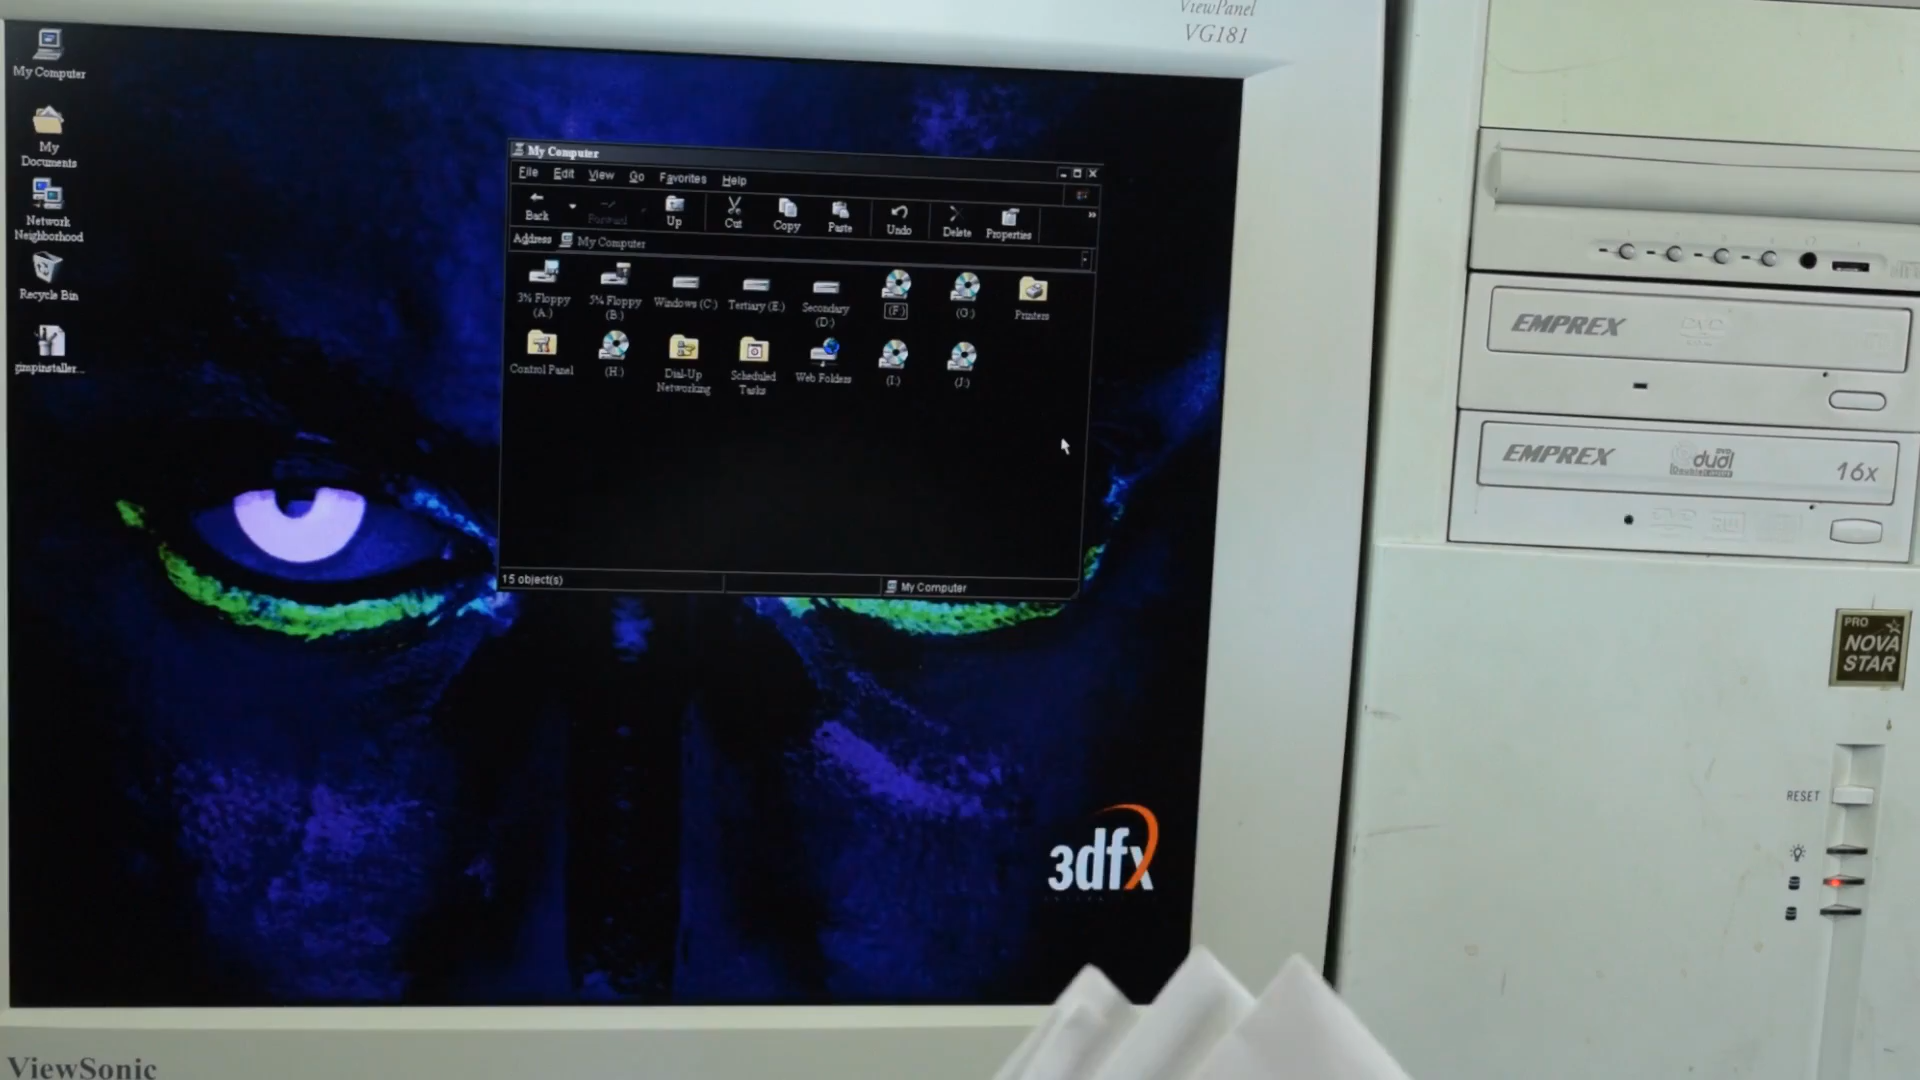 ViewPanel
VG181
My Computer
My
Documents
Network
Neighborhood
Recycle Bin
gimpinstaller...
My Computer
File Edit View Go Favorites Help
Back Forward Up Cut Copy Paste Undo Delete Properties
Address My Computer
3½ Floppy
(A:)
5¼ Floppy
(B:)
Windows (C:)
Tertiary (E:)
Secondary
(D:)
(F:)
(G:)
Printers
Control Panel
(H:)
Dial-Up
Networking
Scheduled
Tasks
Web Folders
(I:)
(J:)
15 object(s)
My Computer
3dfx
ViewSonic
EMPREX
EMPREX
dual
16x
PRO
NOVA
STAR
RESET